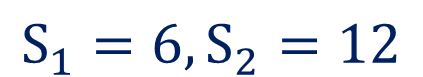 S₁ = 6, S₂ = 12